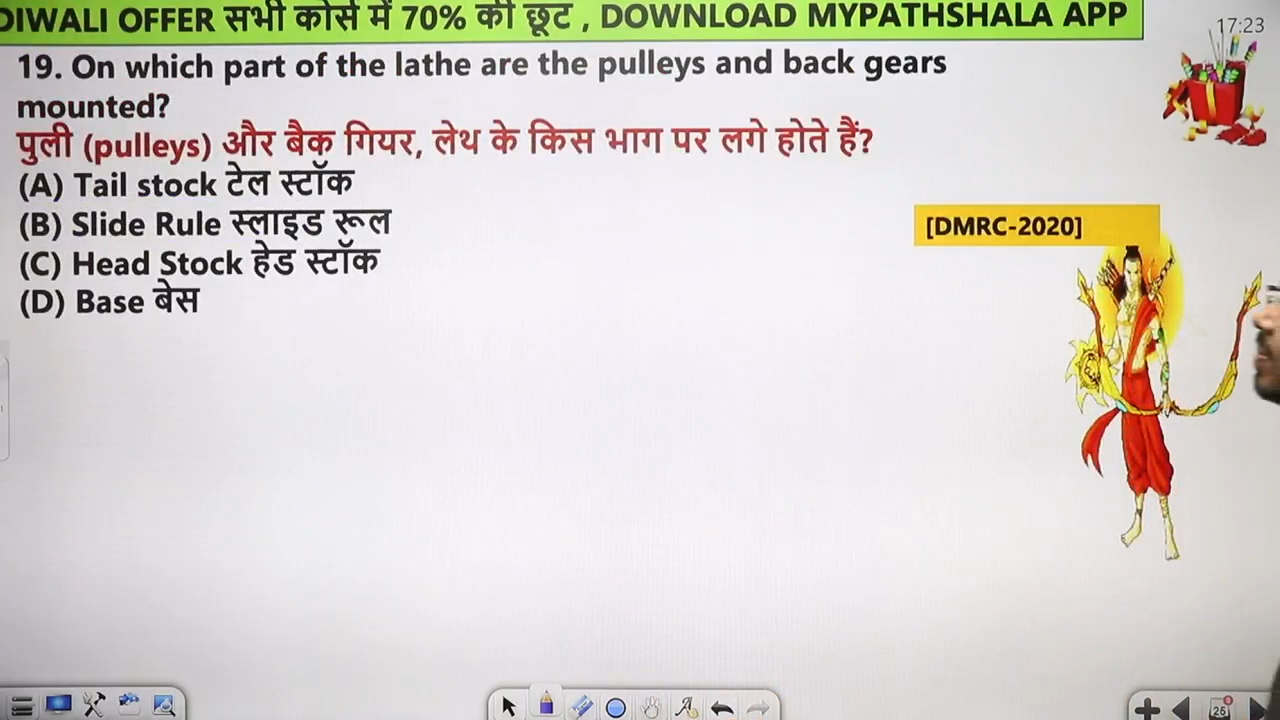 DIWALI OFFER सभी कोर्स में 70% की छूट , DOWNLOAD MYPATHSHALA APP
17:23
19. On which part of the lathe are the pulleys and back gears
mounted?
पुली (pulleys) और बैक गियर, लेथ के किस भाग पर लगे होते हैं?
(A) Tail stock टेल स्टॉक
(B) Slide Rule स्लाइड रूल
[DMRC-2020]
(C) Head Stock हेड स्टॉक
(D) Base बेस
26